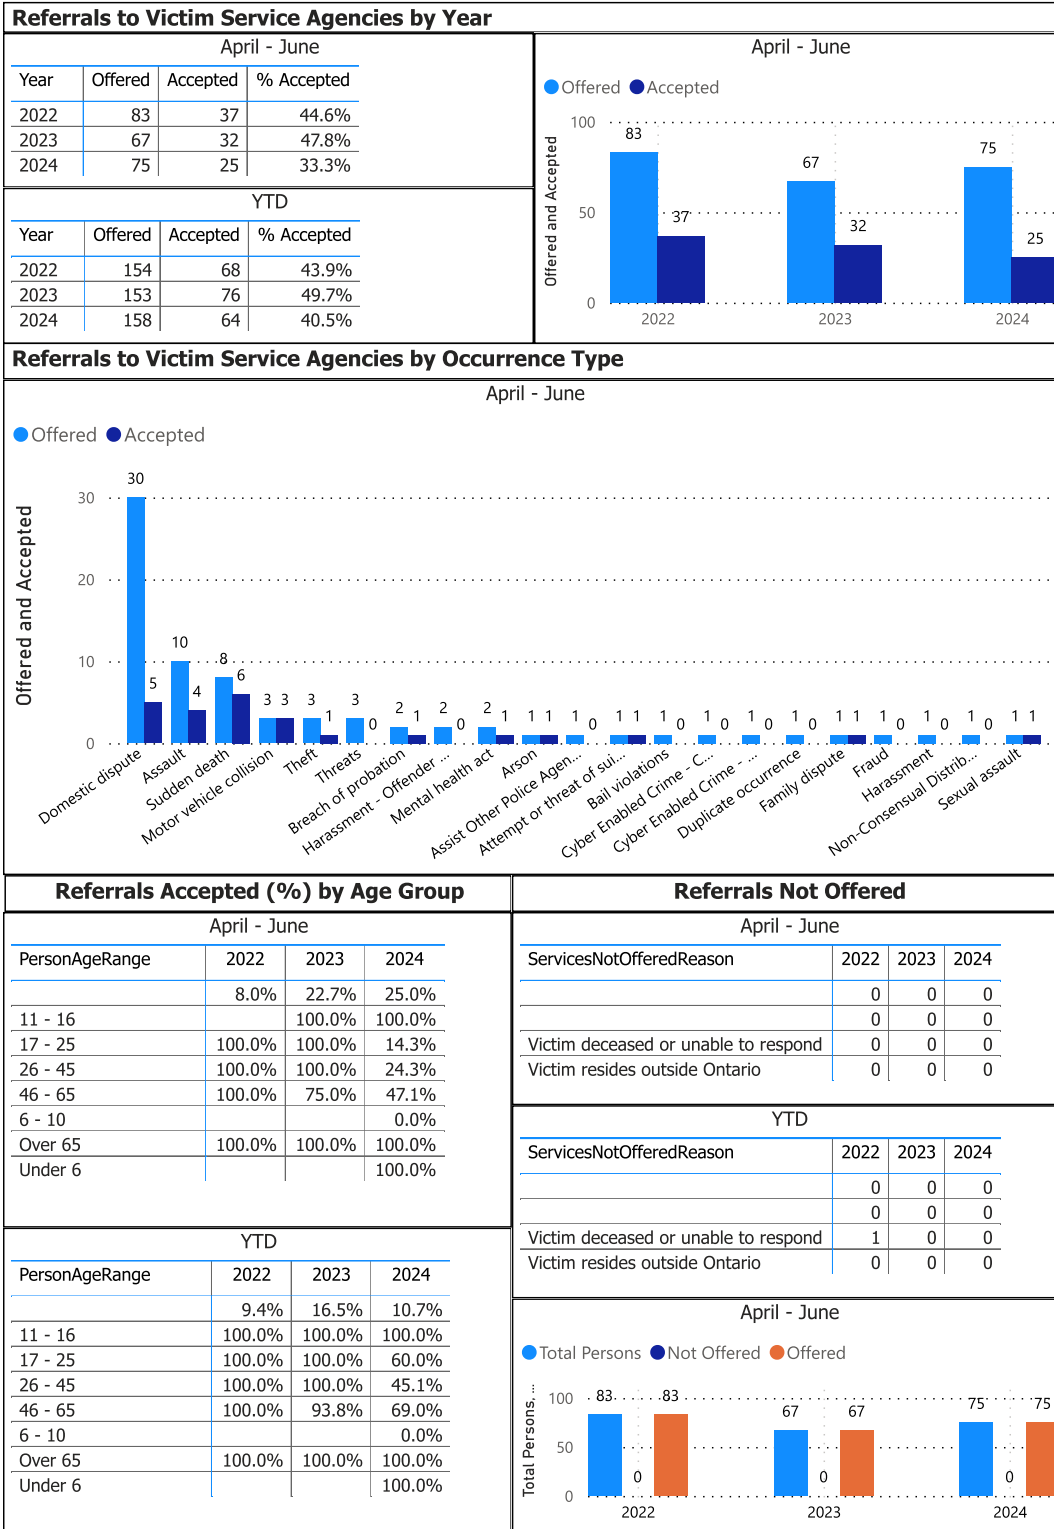 Referrals to Victim Service Agencies by Year
April - June
Year Offered Accepted % Accepted
2022 83 37 44.6%
2023 67 32 47.8%
2024 75 25 33.3%
YTD
Year Offered Accepted % Accepted
2022 154 68 43.9%
2023 153 76 49.7%
2024 158 64 40.5%
April - June
Offered Accepted
Offered and Accepted
100
50
0
83 37 67 32 75 25
2022 2023 2024
Referrals to Victim Service Agencies by Occurrence Type
April - June
Offered Accepted
Offered and Accepted
30
20
10
0
30 5 10 4 8 6 3 3 3 1 3 0 2 1 2 0 2 1 1 1 1 0 1 1 1 0 1 0 1 0 1 0 1 1 1 0 1 0 1 0 1 1
Domestic dispute
Assault
Sudden death
Motor vehicle collision
Theft
Threats
Breach of probation
Harassment - Offender ...
Mental health act
Arson
Assist Other Police Agen...
Attempt or threat of sui...
Bail violations
Cyber Enabled Crime - C...
Cyber Enabled Crime - ...
Duplicate occurrence
Family dispute
Fraud
Harassment
Non-Consensual Distrib...
Sexual assault
Referrals Accepted (%) by Age Group
April - June
PersonAgeRange 2022 2023 2024
8.0% 22.7% 25.0%
11 - 16 100.0% 100.0%
17 - 25 100.0% 100.0% 14.3%
26 - 45 100.0% 100.0% 24.3%
46 - 65 100.0% 75.0% 47.1%
6 - 10 0.0%
Over 65 100.0% 100.0% 100.0%
Under 6 100.0%
YTD
PersonAgeRange 2022 2023 2024
9.4% 16.5% 10.7%
11 - 16 100.0% 100.0% 100.0%
17 - 25 100.0% 100.0% 60.0%
26 - 45 100.0% 100.0% 45.1%
46 - 65 100.0% 93.8% 69.0%
6 - 10 0.0%
Over 65 100.0% 100.0% 100.0%
Under 6 100.0%
Referrals Not Offered
April - June
ServicesNotOfferedReason 2022 2023 2024
0 0 0
0 0 0
Victim deceased or unable to respond 0 0 0
Victim resides outside Ontario 0 0 0
YTD
ServicesNotOfferedReason 2022 2023 2024
0 0 0
0 0 0
Victim deceased or unable to respond 1 0 0
Victim resides outside Ontario 0 0 0
April - June
Total Persons Not Offered Offered
Total Persons, ...
100
50
0
83 0 83 67 0 67 75 0 75
2022 2023 2024